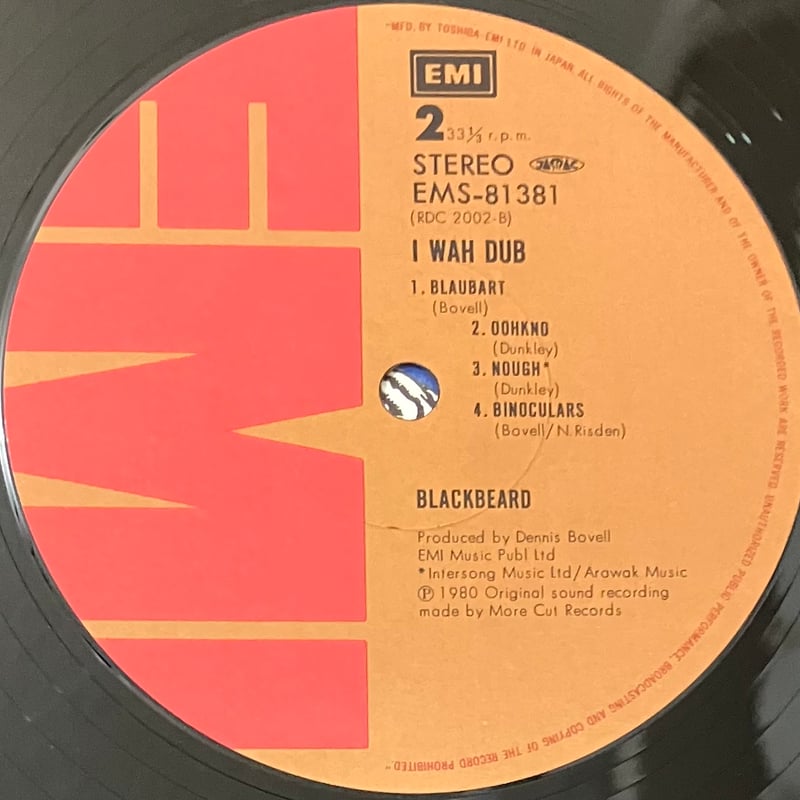 "MFD. BY TOSHIBA EMI LTD. IN JAPAN. ALL RIGHTS OF THE MANUFACTURER AND OF THE OWNER OF THE RECORDED WORK ARE RESERVED UNAUTHORIZED PUBLIC PERFORMANCE, BROADCASTING AND COPYING OF THE RECORD PROHIBITED."
EMI
EMI
2 33⅓ r.p.m.
STEREO JASRAC
EMS-81381
(RDC 2002-B)
I WAH DUB
1. BLAUBART
(Bovell)
2. OOHKNO
(Dunkley)
3. NOUGH*
(Dunkley)
4. BINOCULARS
(Bovell/N.Risden)
BLACKBEARD
Produced by Dennis Bovell
EMI Music Publ Ltd
*Intersong Music Ltd/Arawak Music
Ⓟ 1980 Original sound recording
made by More Cut Records